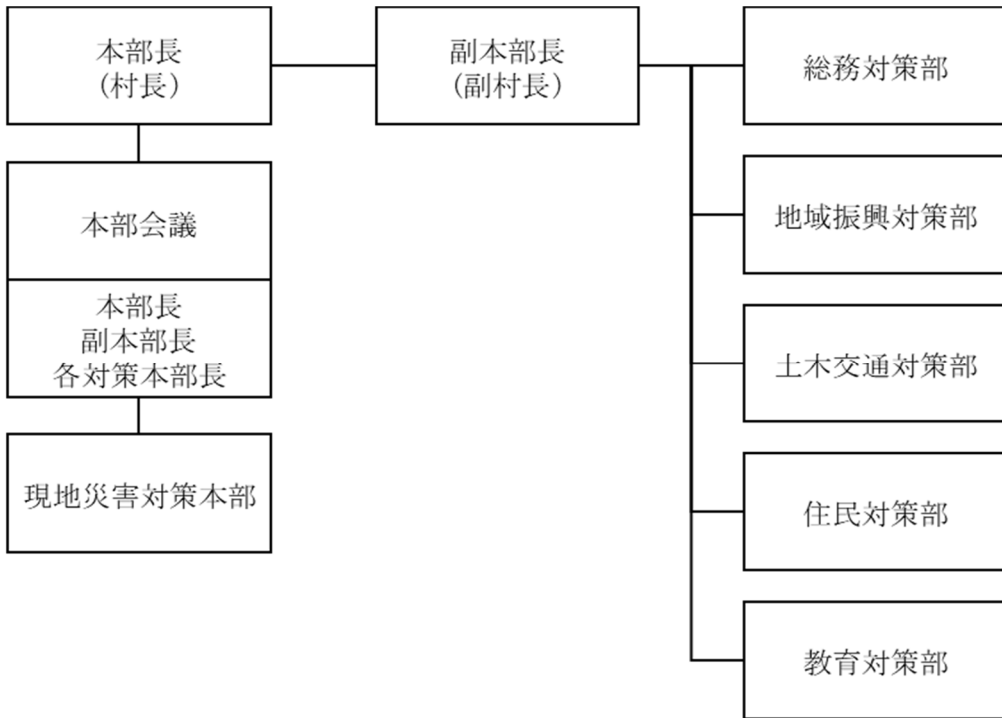 本部長
(村長)
副本部長
(副村長)
総務対策部
本部会議
本部長
副本部長
各対策本部長
現地災害対策本部
地域振興対策部
土木交通対策部
住民対策部
教育対策部